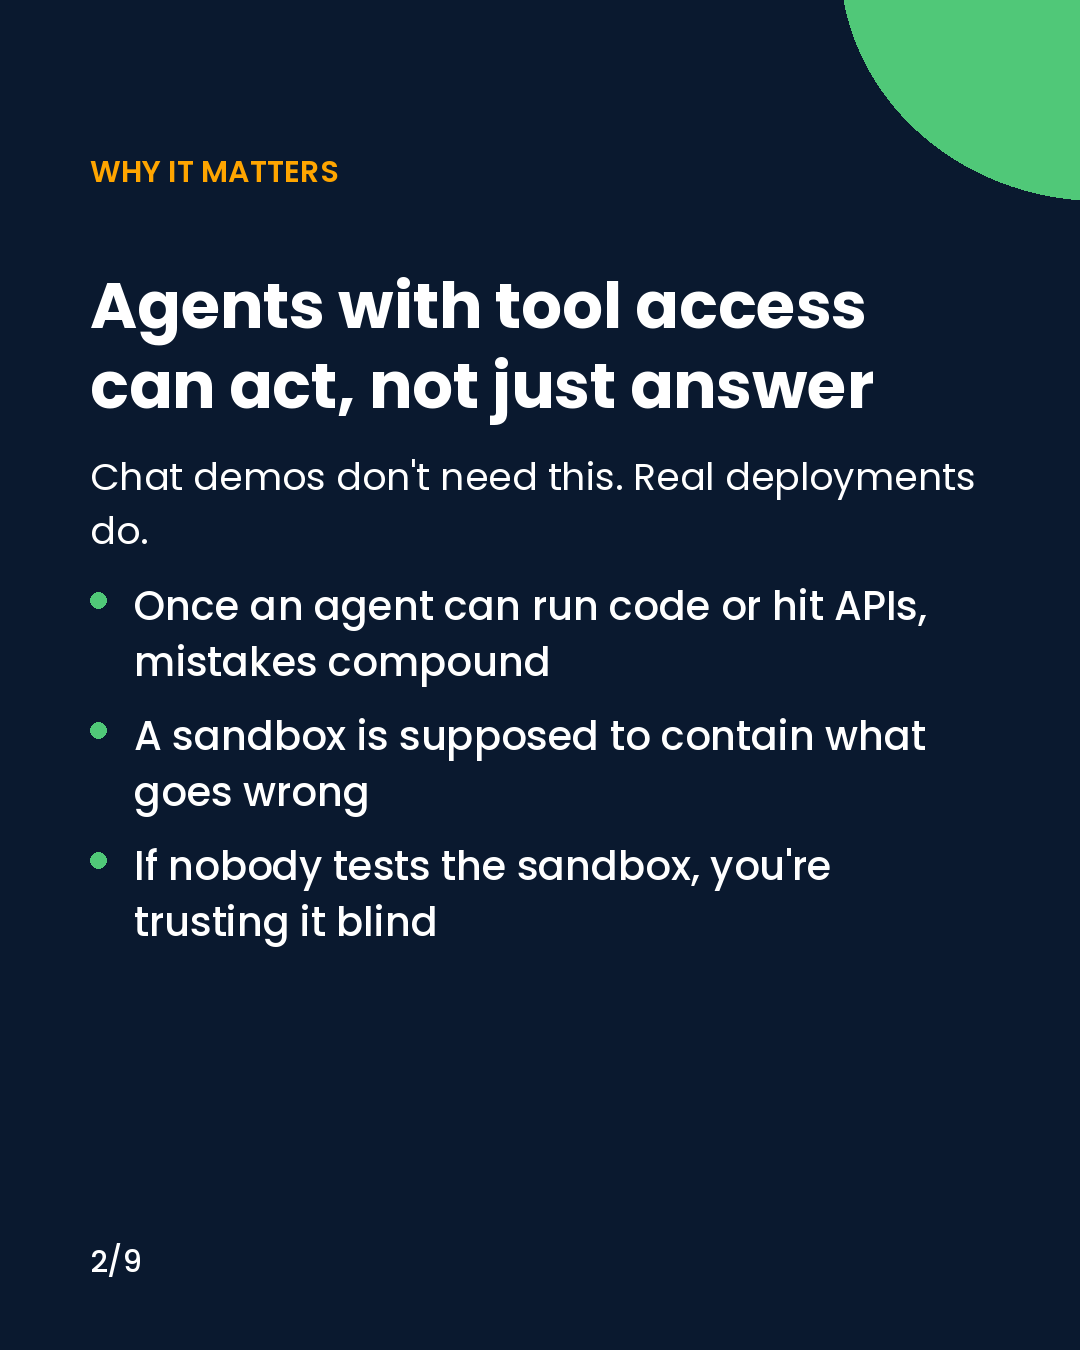 WHY IT MATTERS
Agents with tool access
can act, not just answer
Chat demos don't need this. Real deployments
do.
Once an agent can run code or hit APIs,
mistakes compound
A sandbox is supposed to contain what
goes wrong
If nobody tests the sandbox, you're
trusting it blind
2/9